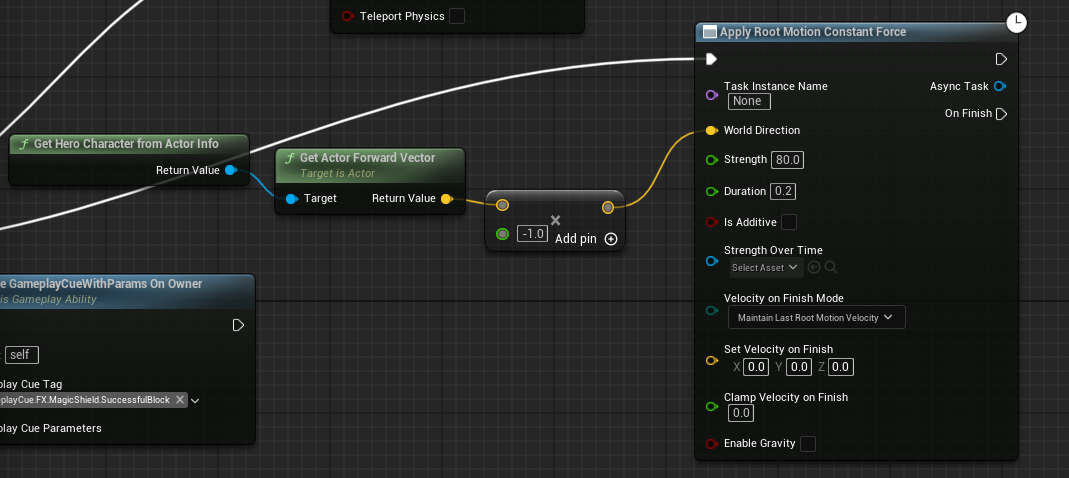 Teleport Physics
Get Hero Character from Actor Info
Return Value
Get Actor Forward Vector
Target is Actor
Target
Return Value
-1.0
Add pin
e GameplayCueWithParams On Owner
is Gameplay Ability
self
play Cue Tag
eplayCue.FX.MagicShield.SuccessfulBlock
play Cue Parameters
Apply Root Motion Constant Force
Task Instance Name
None
Async Task
On Finish
World Direction
Strength 80.0
Duration 0.2
Is Additive
Strength Over Time
Select Asset
Velocity on Finish Mode
Maintain Last Root Motion Velocity
Set Velocity on Finish
X 0.0 Y 0.0 Z 0.0
Clamp Velocity on Finish
0.0
Enable Gravity